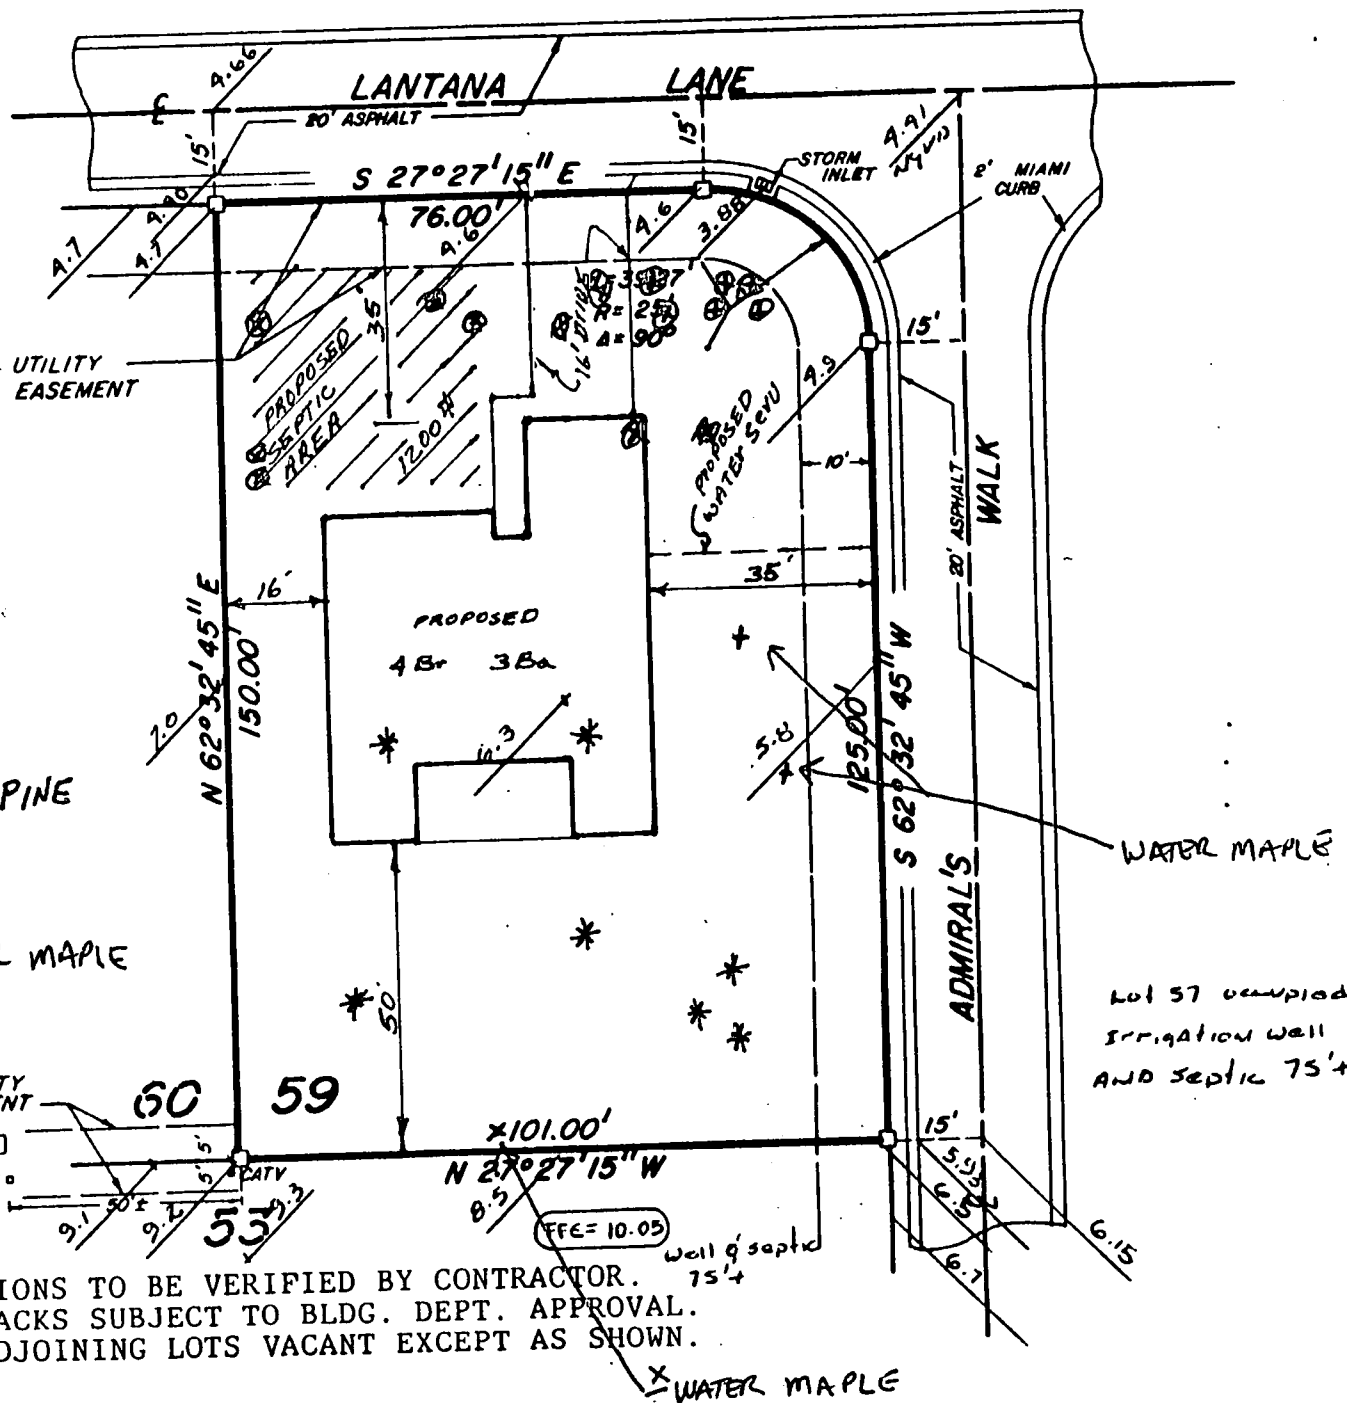 4.66
LANTANA LANE
℄
20' ASPHALT
15'
15'
4.91
STORM
INLET
2' MIAMI
CURB
S 27°27'15" E
76.00'
4.90
4.7
4.7
4.6
4.6
3.88
35'
R= 25'
Δ= 90°
16' Drive
15'
UTILITY
EASEMENT
PROPOSED
SEPTIC
AREA
1200 #
4.9
PROPOSED
WATER SERV
10'
20' ASPHALT
WALK
16'
35'
PROPOSED
4 Br 3 Ba
N 62°32'45" E
150.00'
7.0
5.8
125.00'
S 62°32'45" W
PINE
WATER MAPLE
MAPLE
ADMIRAL'S
50'
Lot 57 occupied
Irrigation well
AND Septic 75'+
60 59
101.00'
N 27°27'15" W
15'
5' 5'
CATV
50'±
9.1
9.2
9.3
8.5
FFE= 10.05
Well & septic
75'+
6.7
6.15
IONS TO BE VERIFIED BY CONTRACTOR.
ACKS SUBJECT TO BLDG. DEPT. APPROVAL.
DJOINING LOTS VACANT EXCEPT AS SHOWN.
X WATER MAPLE